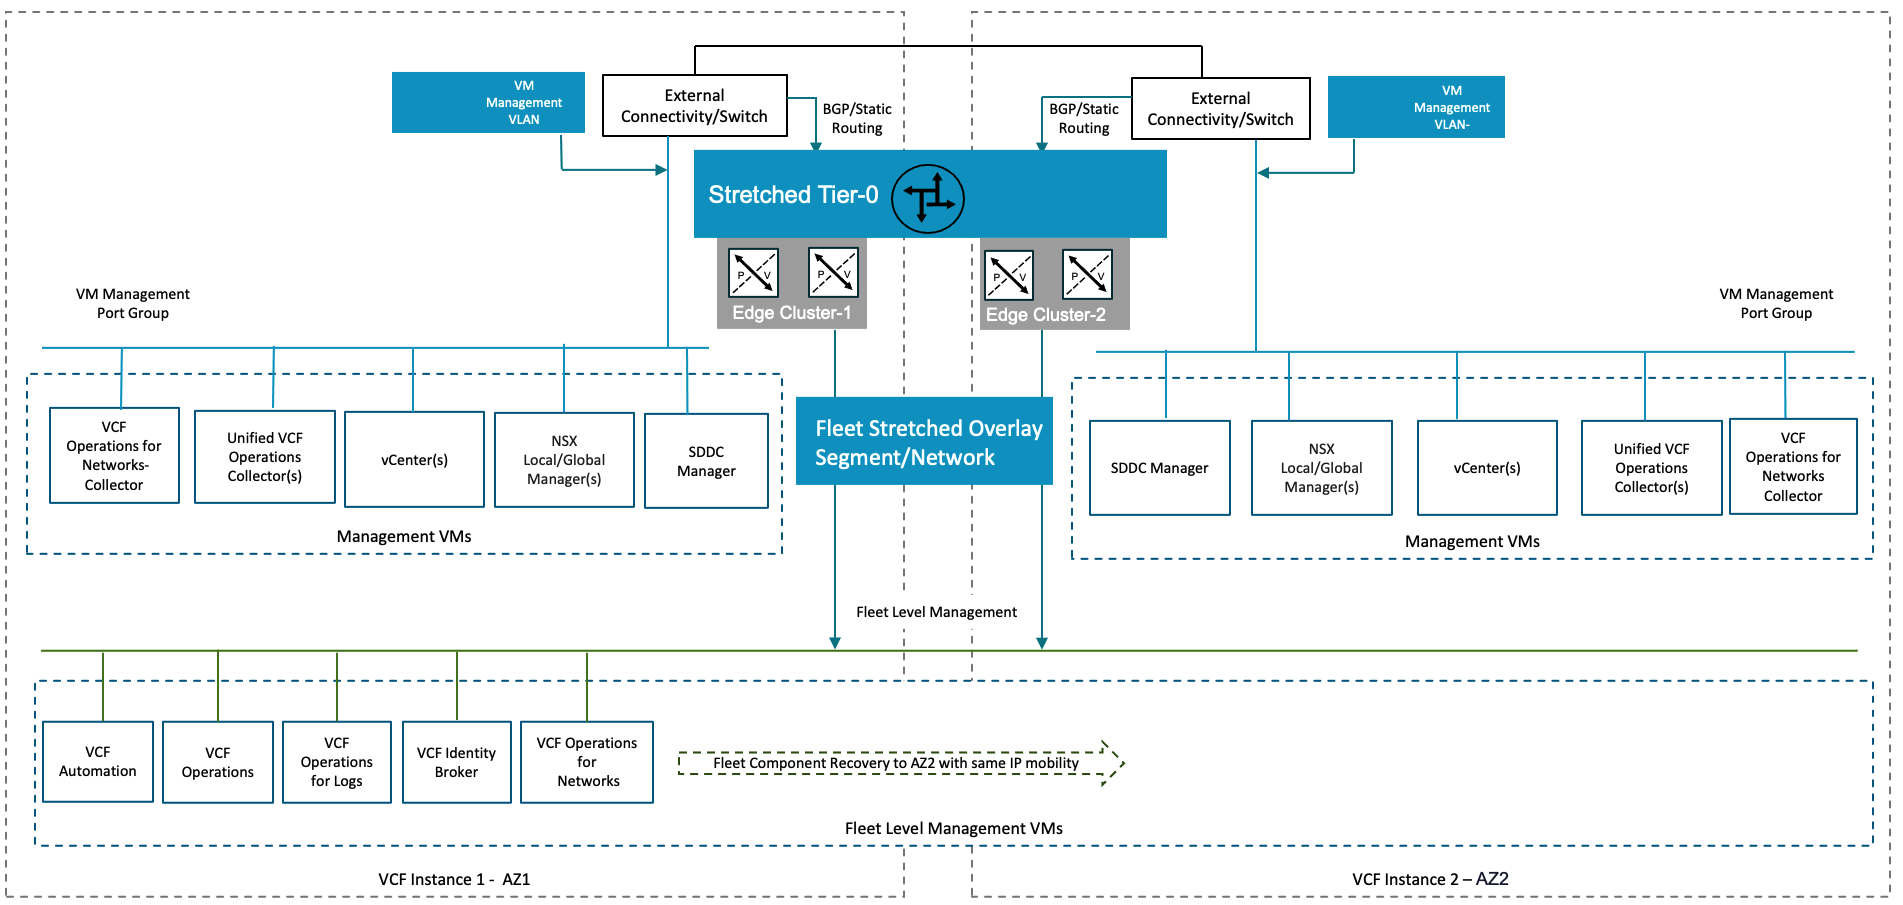 VM
Management
VLAN
External
Connectivity/Switch
BGP/Static
Routing
BGP/Static
Routing
External
Connectivity/Switch
VM
Management
VLAN-
Stretched Tier-0
P V
P V
P V
P V
Edge Cluster-1
Edge Cluster-2
VM Management
Port Group
VM Management
Port Group
VCF
Operations for
Networks-
Collector
Unified VCF
Operations
Collector(s)
vCenter(s)
NSX
Local/Global
Manager(s)
SDDC
Manager
Management VMs
Fleet Stretched Overlay
Segment/Network
SDDC Manager
NSX
Local/Global
Manager(s)
vCenter(s)
Unified VCF
Operations
Collector(s)
VCF
Operations for
Networks
Collector
Management VMs
Fleet Level Management
VCF
Automation
VCF
Operations
VCF
Operations
for Logs
VCF Identity
Broker
VCF Operations
for
Networks
Fleet Component Recovery to AZ2 with same IP mobility
Fleet Level Management VMs
VCF Instance 1 - AZ1
VCF Instance 2 – AZ2